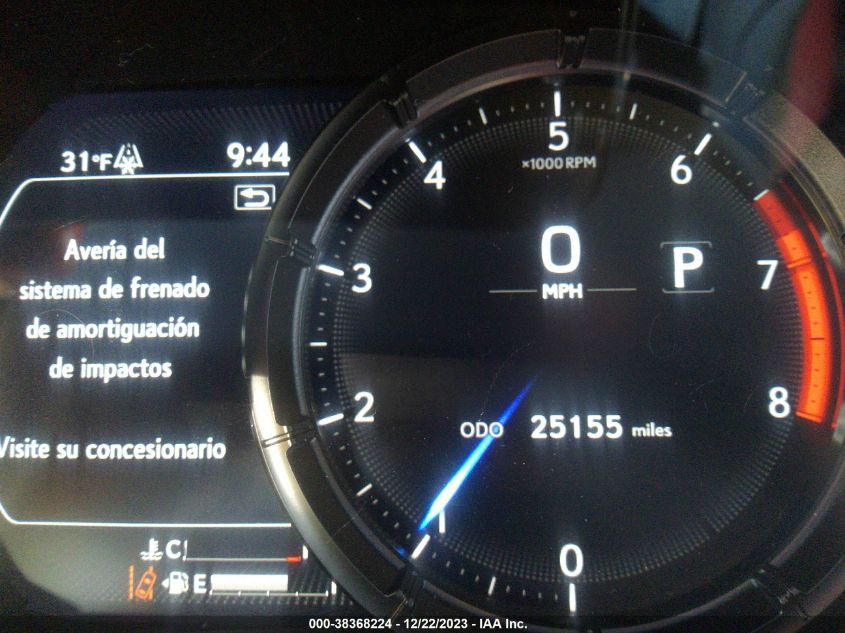 31°F
9:44
Avería del
sistema de frenado
de amortiguación
de impactos
Visite su concesionario
C
E
0
1
2
3
4
5
6
7
8
×1000 RPM
0
MPH
P
ODO 25155 miles
000-38368224 - 12/22/2023 - IAA Inc.